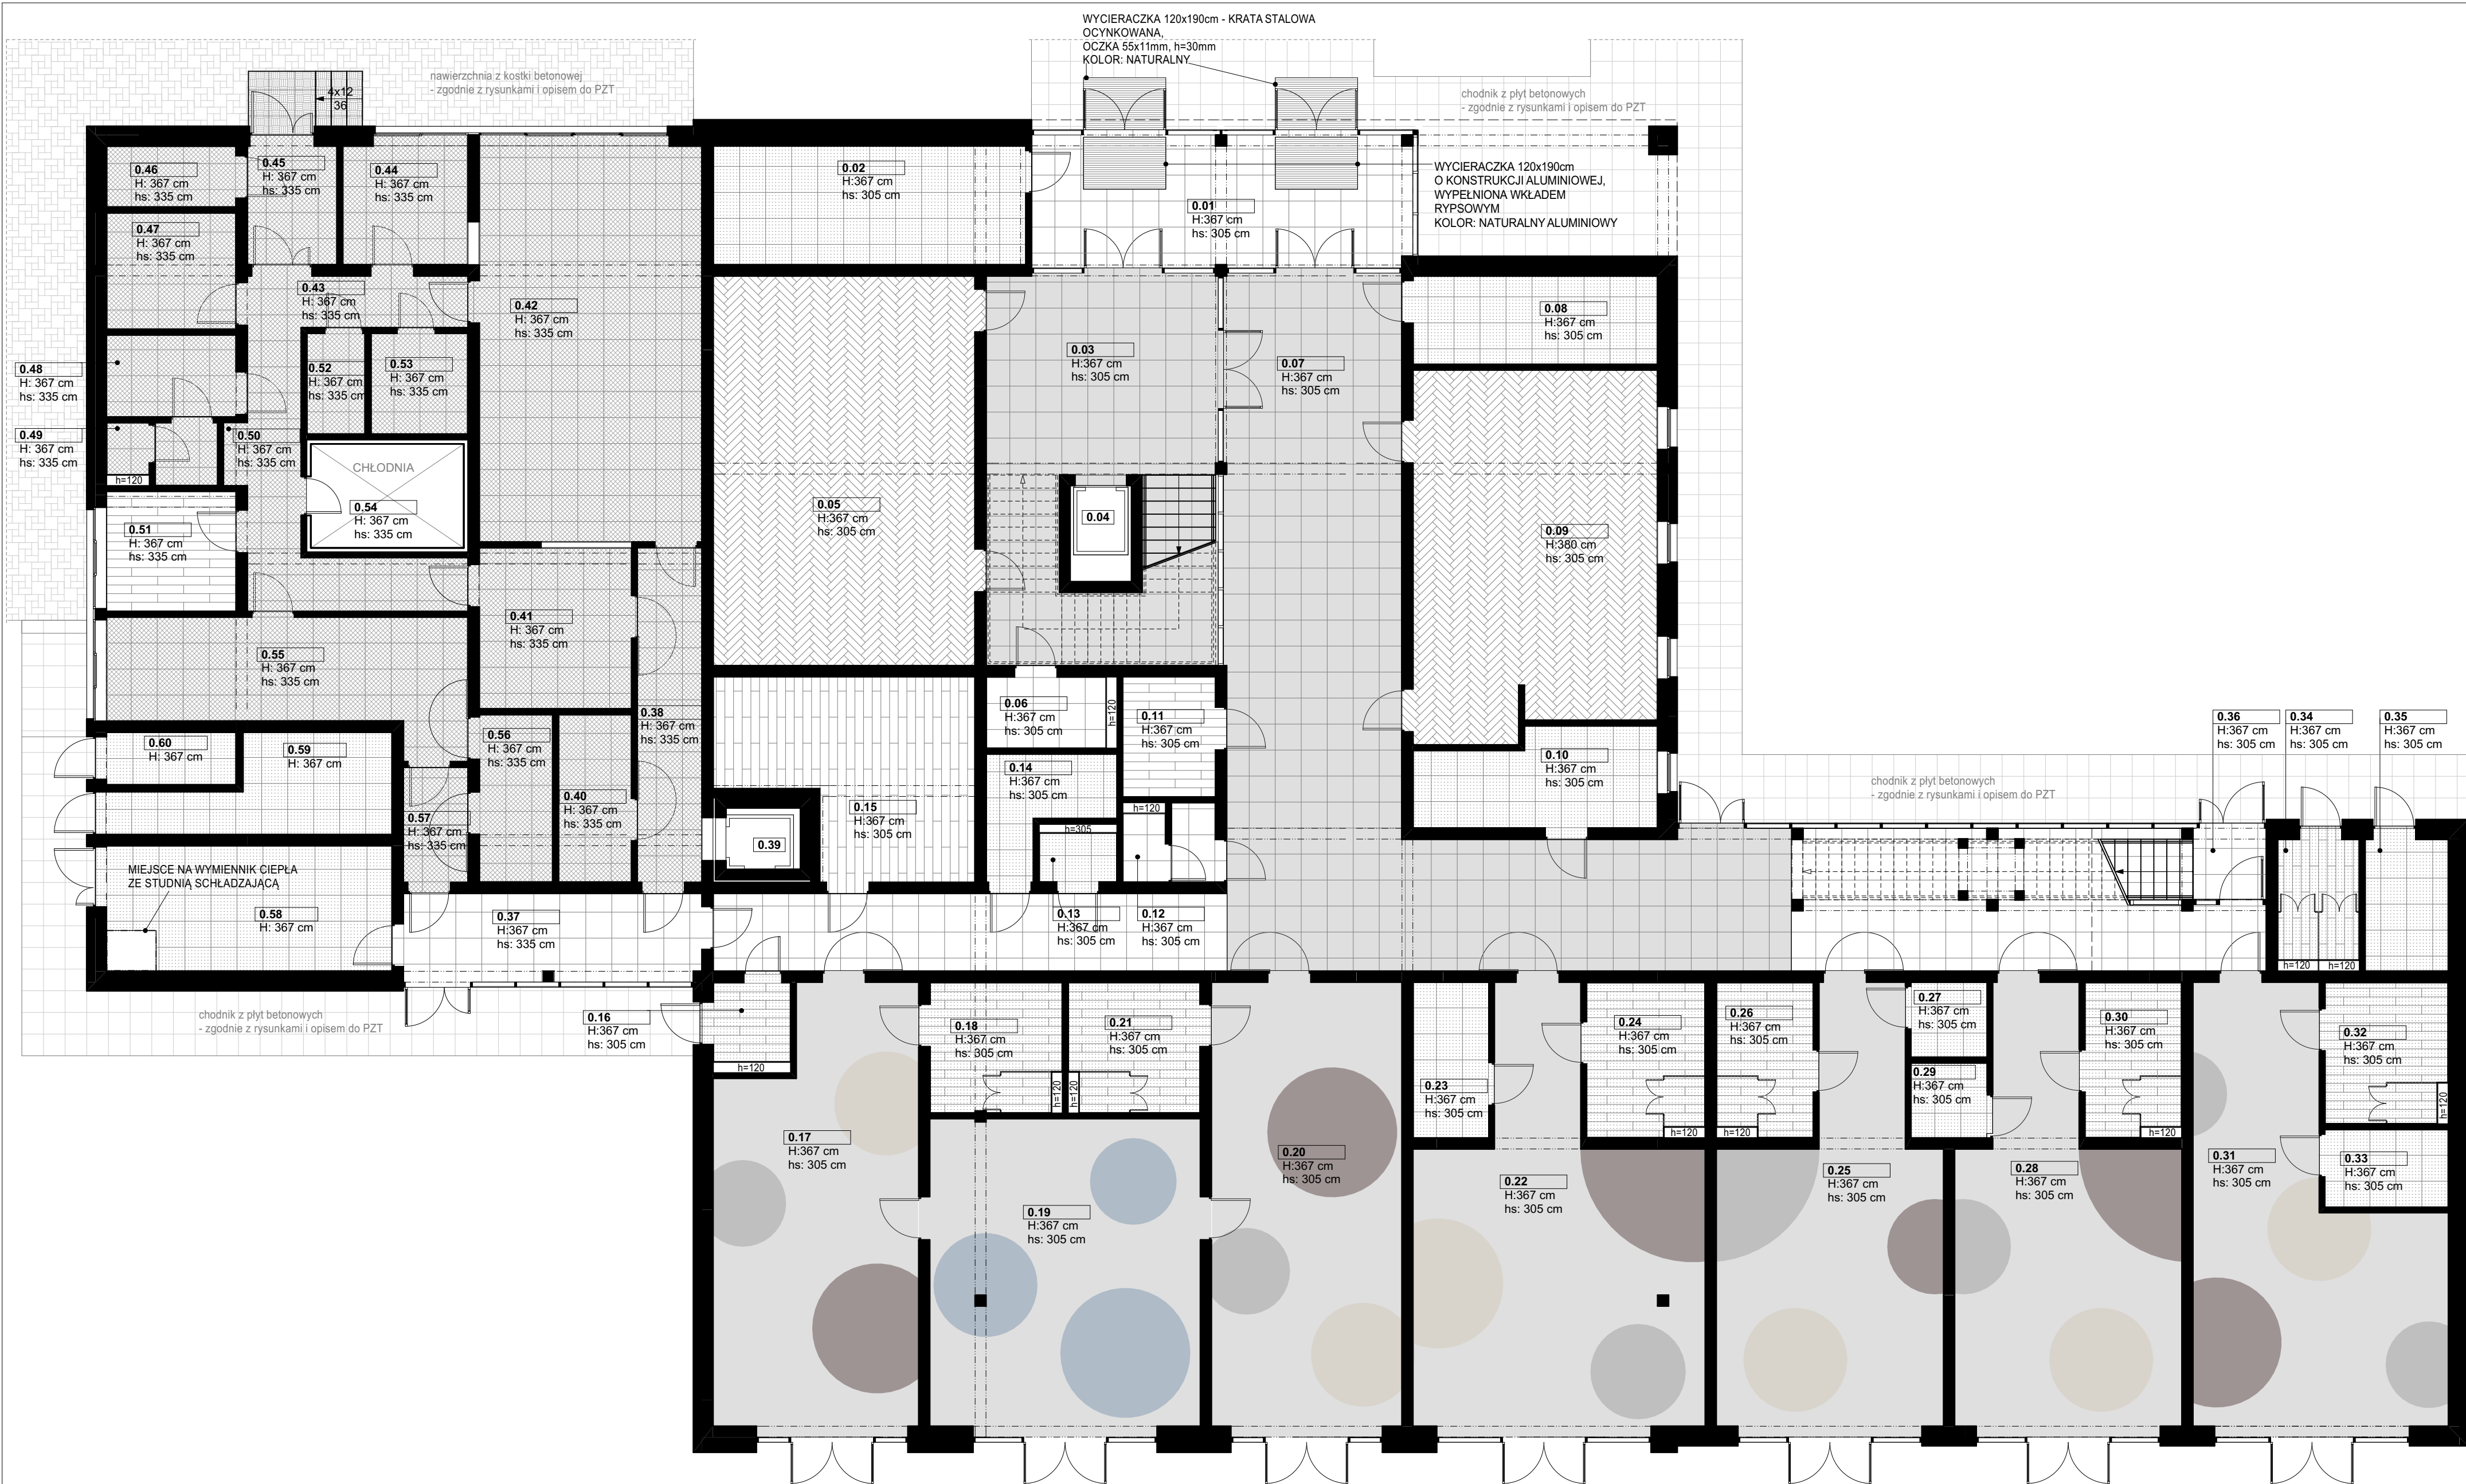 WYCIERACZKA 120x190cm - KRATA STALOWA
OCYNKOWANA,
OCZKA 55x11mm, h=30mm
KOLOR: NATURALNY
nawierzchnia z kostki betonowej
- zgodnie z rysunkami i opisem do PZT
4x12
36
chodnik z płyt betonowych
- zgodnie z rysunkami i opisem do PZT
WYCIERACZKA 120x190cm
O KONSTRUKCJI ALUMINIOWEJ,
WYPEŁNIONA WKŁADEM
RYPSOWYM
KOLOR: NATURALNY ALUMINIOWY
0.46
H: 367 cm
hs: 335 cm
0.45
H: 367 cm
hs: 335 cm
0.44
H: 367 cm
hs: 335 cm
0.02
H:367 cm
hs: 305 cm
0.01
H:367 cm
hs: 305 cm
0.47
H: 367 cm
hs: 335 cm
0.43
H: 367 cm
hs: 335 cm
0.42
H: 367 cm
hs: 335 cm
0.08
H:367 cm
hs: 305 cm
0.03
H:367 cm
hs: 305 cm
0.07
H:367 cm
hs: 305 cm
0.48
H: 367 cm
hs: 335 cm
0.52
H: 367 cm
hs: 335 cm
0.53
H: 367 cm
hs: 335 cm
0.49
H: 367 cm
hs: 335 cm
0.50
H: 367 cm
hs: 335 cm
h=120
CHŁODNIA
0.54
H: 367 cm
hs: 335 cm
0.05
H:367 cm
hs: 305 cm
0.04
0.51
H: 367 cm
hs: 335 cm
0.09
H:380 cm
hs: 305 cm
0.41
H: 367 cm
hs: 335 cm
0.55
H: 367 cm
hs: 335 cm
0.38
H: 367 cm
hs: 335 cm
0.06
H:367 cm
hs: 305 cm
h=120
0.11
H:367 cm
hs: 305 cm
0.36
H:367 cm
hs: 305 cm
0.34
H:367 cm
hs: 305 cm
0.35
H:367 cm
hs: 305 cm
0.60
H: 367 cm
0.59
H: 367 cm
0.56
H: 367 cm
hs: 335 cm
0.10
H:367 cm
hs: 305 cm
0.14
H:367 cm
hs: 305 cm
chodnik z płyt betonowych
- zgodnie z rysunkami i opisem do PZT
0.40
H: 367 cm
hs: 335 cm
0.15
H:367 cm
hs: 305 cm
h=120
h=305
0.57
H: 367 cm
hs: 335 cm
0.39
MIEJSCE NA WYMIENNIK CIEPŁA
ZE STUDNIĄ SCHŁADZAJĄCĄ
0.58
H: 367 cm
0.37
H:367 cm
hs: 335 cm
0.13
H:367 cm
hs: 305 cm
0.12
H:367 cm
hs: 305 cm
h=120
h=120
chodnik z płyt betonowych
- zgodnie z rysunkami i opisem do PZT
0.16
H:367 cm
hs: 305 cm
h=120
0.18
H:367 cm
hs: 305 cm
h=120
0.21
H:367 cm
hs: 305 cm
h=120
0.23
H:367 cm
hs: 305 cm
0.24
H:367 cm
hs: 305 cm
h=120
0.26
H:367 cm
hs: 305 cm
h=120
0.27
H:367 cm
hs: 305 cm
0.29
H:367 cm
hs: 305 cm
0.30
H:367 cm
hs: 305 cm
h=120
0.32
H:367 cm
hs: 305 cm
h=120
0.17
H:367 cm
hs: 305 cm
0.19
H:367 cm
hs: 305 cm
0.20
H:367 cm
hs: 305 cm
0.22
H:367 cm
hs: 305 cm
0.25
H:367 cm
hs: 305 cm
0.28
H:367 cm
hs: 305 cm
0.31
H:367 cm
hs: 305 cm
0.33
H:367 cm
hs: 305 cm